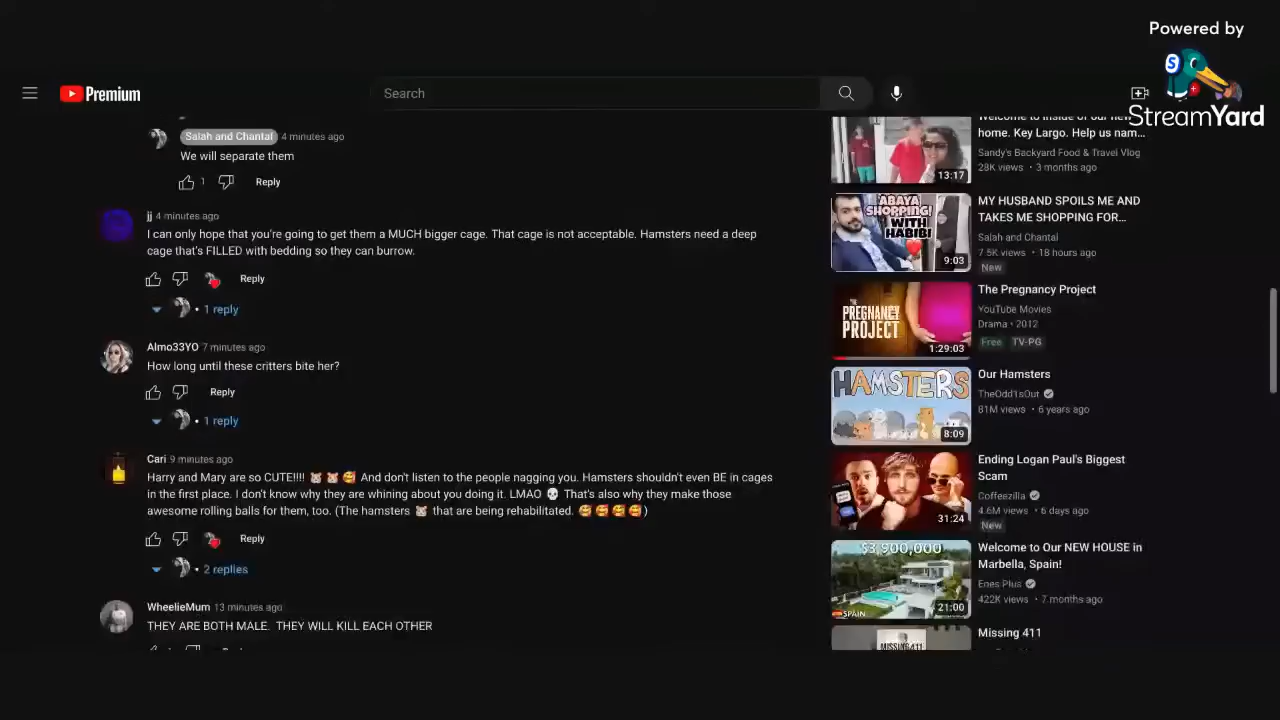 Powered by
StreamYard
Premium
Search
Salah and Chantal 4 minutes ago
We will separate them
1
Reply
jj 4 minutes ago
I can only hope that you're going to get them a MUCH bigger cage. That cage is not acceptable. Hamsters need a deep
cage that's FILLED with bedding so they can burrow.
Reply
• 1 reply
Almo33YO 7 minutes ago
How long until these critters bite her?
Reply
• 1 reply
Cari 9 minutes ago
Harry and Mary are so CUTE!!!! 🐹 🐹 🥰 And don't listen to the people nagging you. Hamsters shouldn't even BE in cages
in the first place. I don't know why they are whining about you doing it. LMAO 💀 That's also why they make those
awesome rolling balls for them, too. (The hamsters 🐹 that are being rehabilitated. 🥰 🥰 🥰 🥰)
Reply
• 2 replies
WheelieMum 13 minutes ago
THEY ARE BOTH MALE. THEY WILL KILL EACH OTHER
Welcome to inside of our new
home. Key Largo. Help us nam...
Sandy's Backyard Food & Travel Vlog
28K views • 3 months ago
13:17
ABAYA
SHOPPING!
WITH
HABIBI
9:03
MY HUSBAND SPOILS ME AND
TAKES ME SHOPPING FOR...
Salah and Chantal
7.5K views • 18 hours ago
New
THE
PREGNANCY
PROJECT
1:29:03
The Pregnancy Project
YouTube Movies
Drama • 2012
Free TV-PG
HAMSTERS
8:09
Our Hamsters
TheOdd1sOut
81M views • 6 years ago
31:24
Ending Logan Paul's Biggest
Scam
Coffeezilla
4.6M views • 6 days ago
New
$3,900,000
SPAIN
21:00
Welcome to Our NEW HOUSE in
Marbella, Spain!
Enes Plus
422K views • 7 months ago
MISSING 411
Missing 411